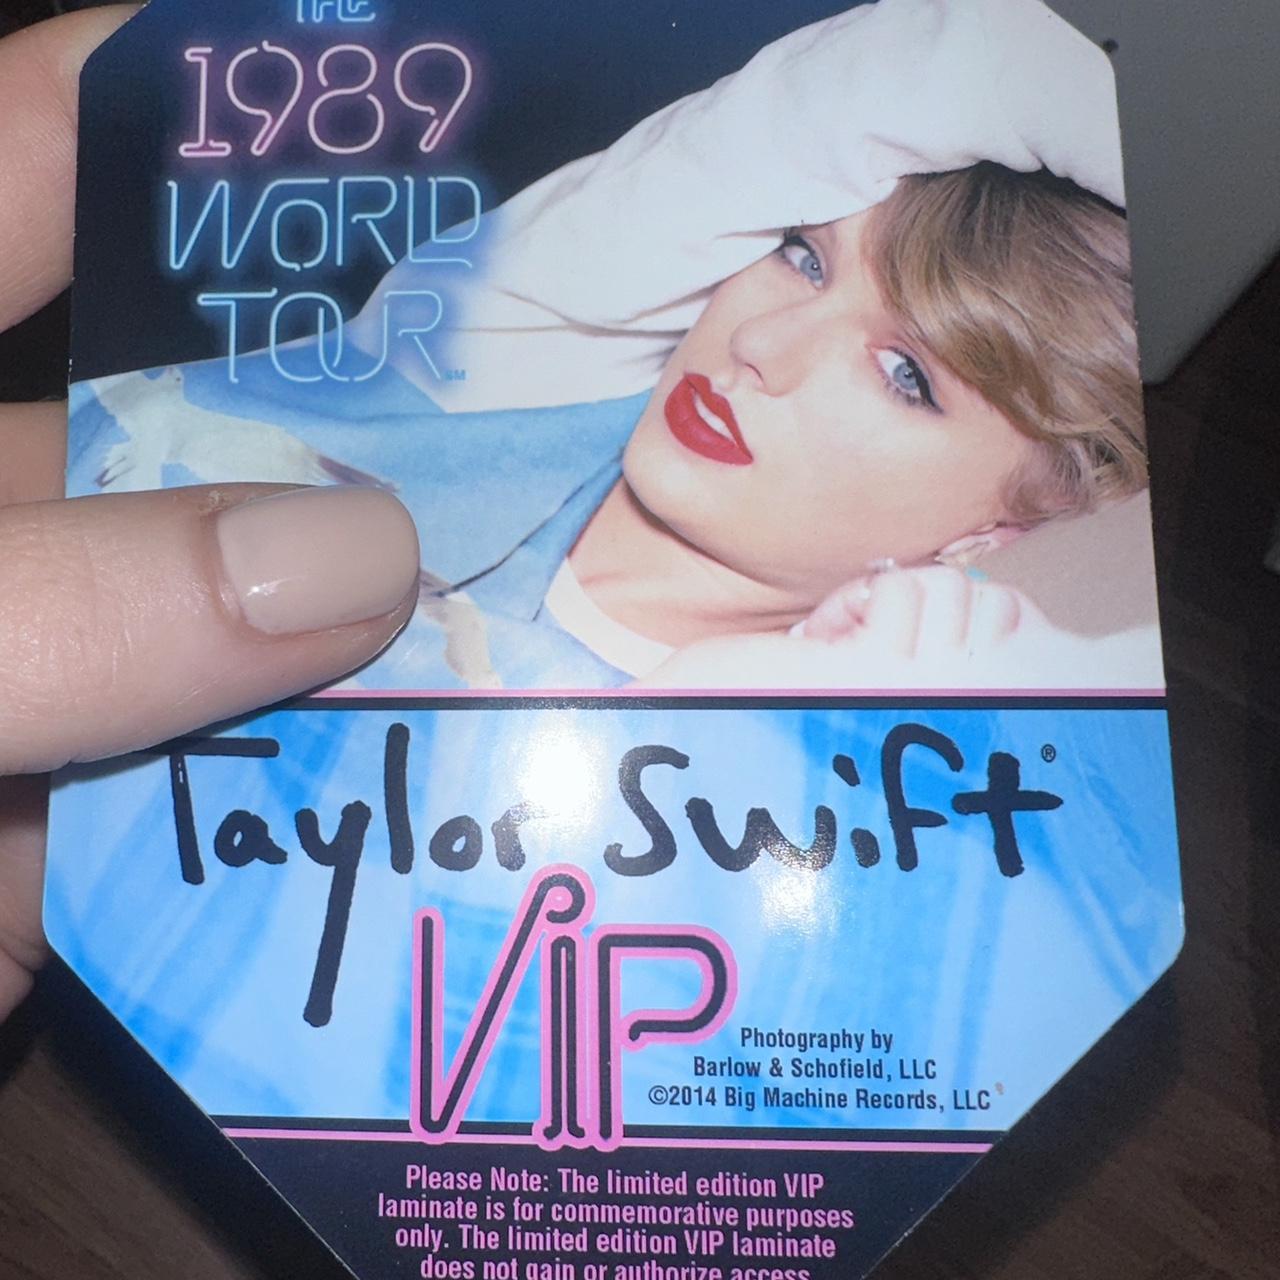 THE
1989
WORLD
TOUR SM
Taylor Swift®
VIP
Photography by
Barlow & Schofield, LLC
©2014 Big Machine Records, LLC
Please Note: The limited edition VIP
laminate is for commemorative purposes
only. The limited edition VIP laminate
does not gain or authorize access